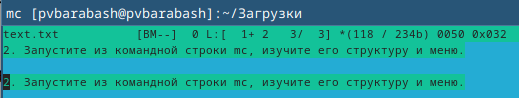 mc [pvbarabash@pvbarabash]:~/Загрузки
text.txt [BM--] 0 L:[ 1+ 2 3/ 3] *(118 / 234b) 0050 0x032
2. Запустите из командной строки mc, изучите его структуру и меню.
2. Запустите из командной строки mc, изучите его структуру и меню.